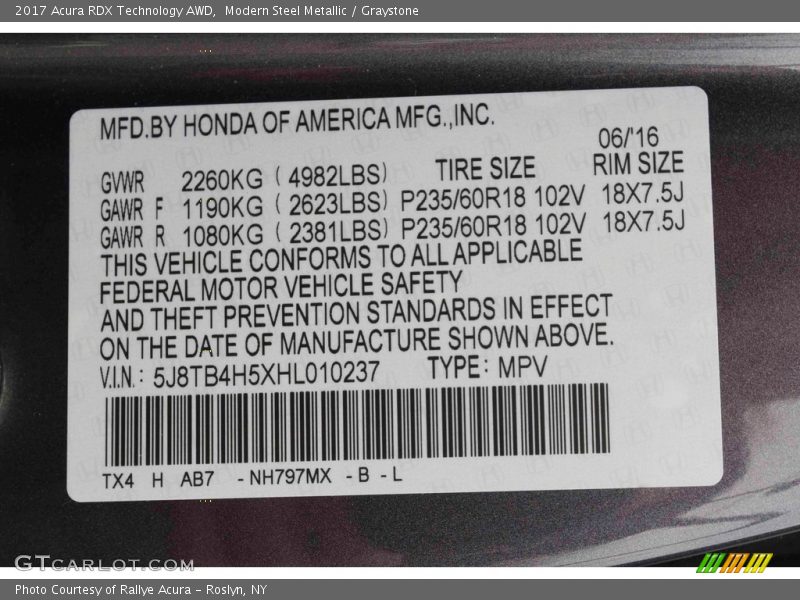 2017 Acura RDX Technology AWD,  Modern Steel Metallic / Graystone
MFD.BY HONDA OF AMERICA MFG.,INC.
06/'16
GVWR 2260KG ( 4982LBS) TIRE SIZE RIM SIZE
GAWR F 1190KG ( 2623LBS) P235/60R18 102V 18X7.5J
GAWR R 1080KG ( 2381LBS) P235/60R18 102V 18X7.5J
THIS VEHICLE CONFORMS TO ALL APPLICABLE
FEDERAL MOTOR VEHICLE SAFETY
AND THEFT PREVENTION STANDARDS IN EFFECT
ON THE DATE OF MANUFACTURE SHOWN ABOVE.
V.I.N.: 5J8TB4H5XHL010237 TYPE: MPV
TX4 H AB7 - NH797MX - B - L
GTCARLOT.COM
Photo Courtesy of Rallye Acura – Roslyn, NY